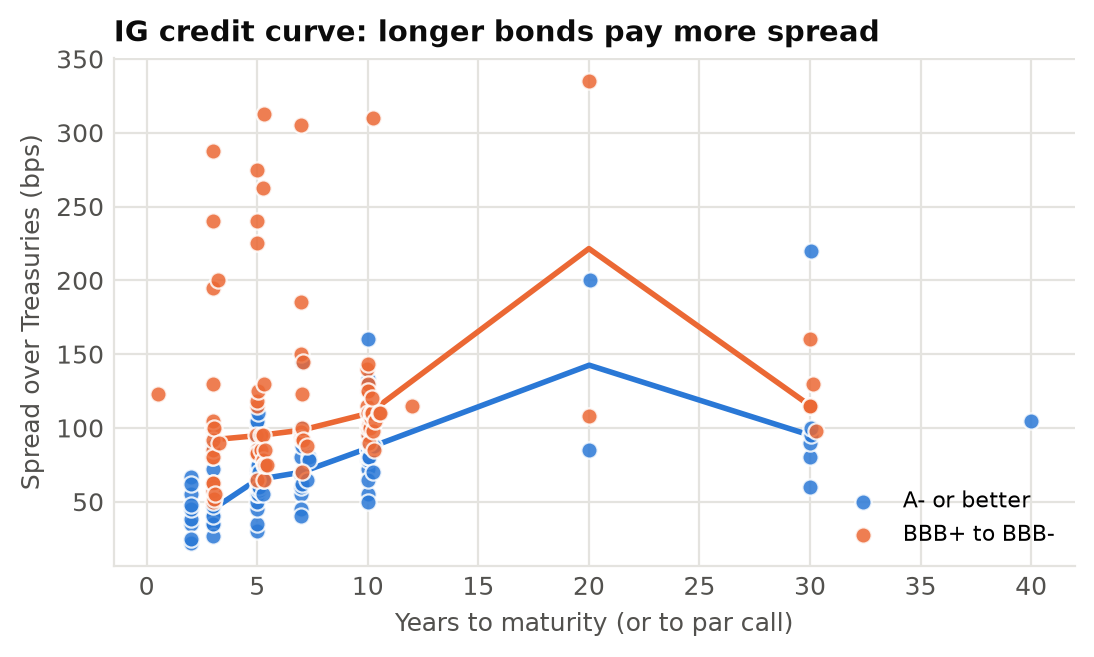 IG credit curve: longer bonds pay more spread
350
300
250
200
150
100
50
Spread over Treasuries (bps)
A- or better
BBB+ to BBB-
0 5 10 15 20 25 30 35 40
Years to maturity (or to par call)